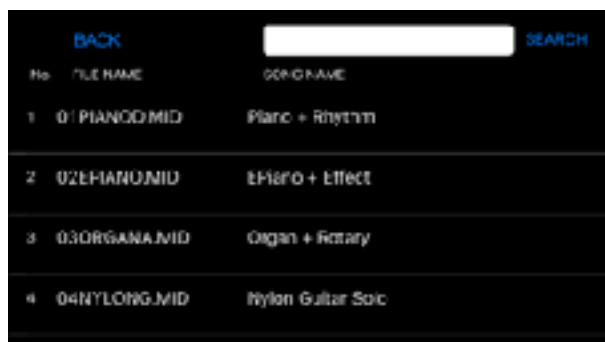 BACK SEARCH
No. FILE NAME SONG NAME
1 01PIANOD.MID Piano + Rhythm
2 02EPIANO.MID EPiano + Effect
3 03ORGANA.MID Organ + Rotary
4 04NYLONG.MID Nylon Guitar Solo